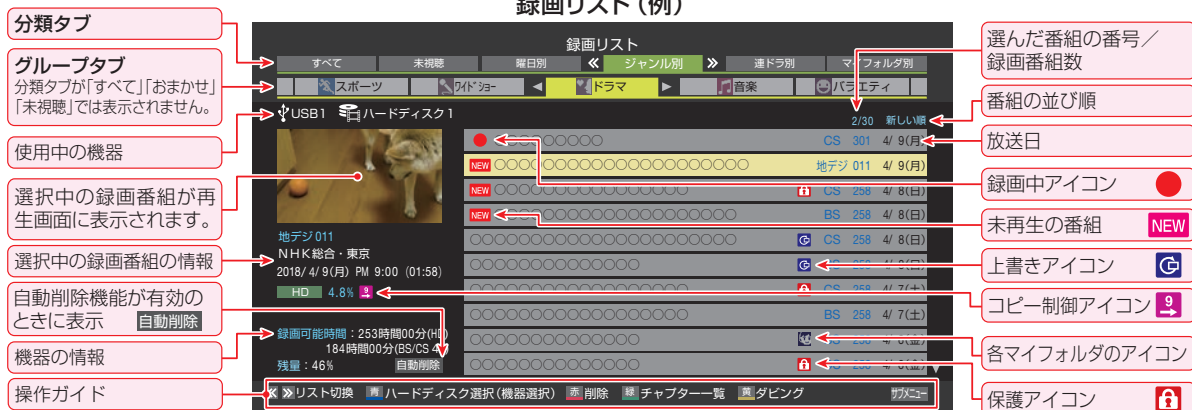 録画リスト(例)
分類タブ
グループタブ
分類タブが「すべて」「おまかせ」
「未視聴」では表示されません。
使用中の機器
選択中の録画番組が再
生画面に表示されます。
選択中の録画番組の情報
自動削除機能が有効の
ときに表示 自動削除
機器の情報
操作ガイド
録画リスト
すべて 未視聴 曜日別 ≪ ジャンル別 ≫ 連ドラ別 マイフォルダ別
スポーツ ワイドショー ◀ ドラマ ▶ 音楽 バラエティ
USB1 ハードディスク1
2/30 新しい順
○○○○○○○○○ CS 301 4/ 9(月)
NEW ○○○○○○○○○○○○○○○○○○○○○ 地デジ 011 4/ 9(月)
NEW ○○○○○○○○○○○○○○○○ CS 258 4/ 8(日)
NEW ○○○○○○○○○○○○○○○○○○○○ BS 258 4/ 8(日)
○○○○○○○○○○○○○○○○○○○○○○ CS 258 4/ 8(日)
○○○○○○○○○○○○○○ 258 4/ 8(日)
○○○○○○○○○○○○○○ CS 258 4/ 7(土)
○○○○○○○○○○○○○○○○○○ BS 258 4/ 7(土)
○○○○○○○○○○○○○○
○○○○○○○○○○○○○○
地デジ011
NHK総合・東京
2018/ 4/ 9(月) PM 9:00 (01:58)
HD 4.8% 9
録画可能時間:253時間00分(HD)
184時間00分(BS/CS 4
残量:46% 自動削除
≪ ≫リスト切換 青 ハードディスク選択(機器選択) 赤 削除 緑 チャプター一覧 黄 ダビング サブメニュー
選んだ番組の番号/
録画番組数
番組の並び順
放送日
録画中アイコン
未再生の番組 NEW
上書きアイコン
コピー制御アイコン 9
各マイフォルダのアイコン
保護アイコン